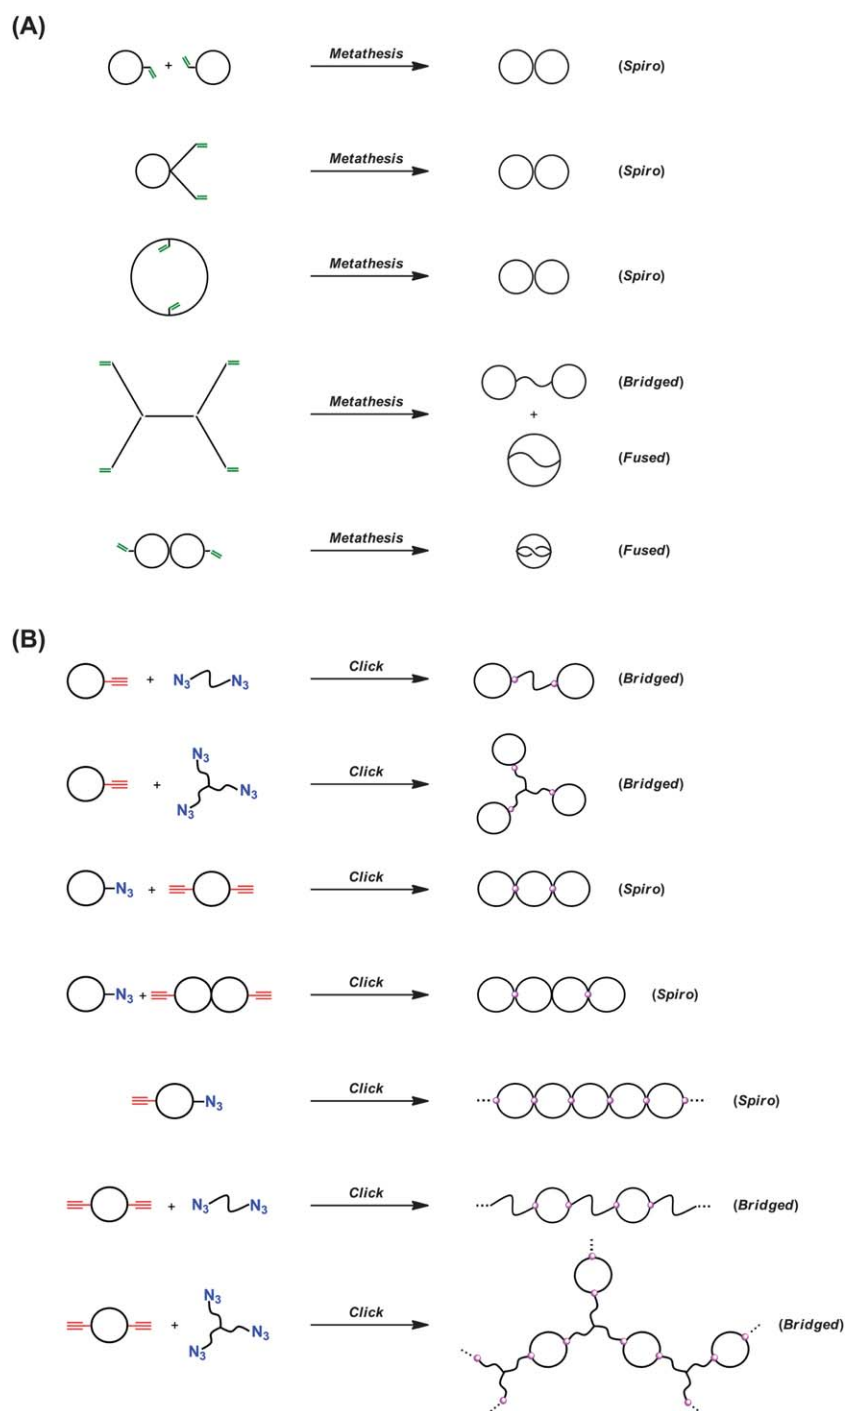 (A)
+ Metathesis (Spiro)
Metathesis (Spiro)
Metathesis (Spiro)
Metathesis (Bridged)
+
(Fused)
Metathesis (Fused)
(B)
+ N3 N3 Click (Bridged)
+ N3 N3 N3 Click (Bridged)
N3 + Click (Spiro)
N3 + Click (Spiro)
N3 Click (Spiro)
+ N3 N3 Click (Bridged)
+ N3 N3 N3 Click (Bridged)